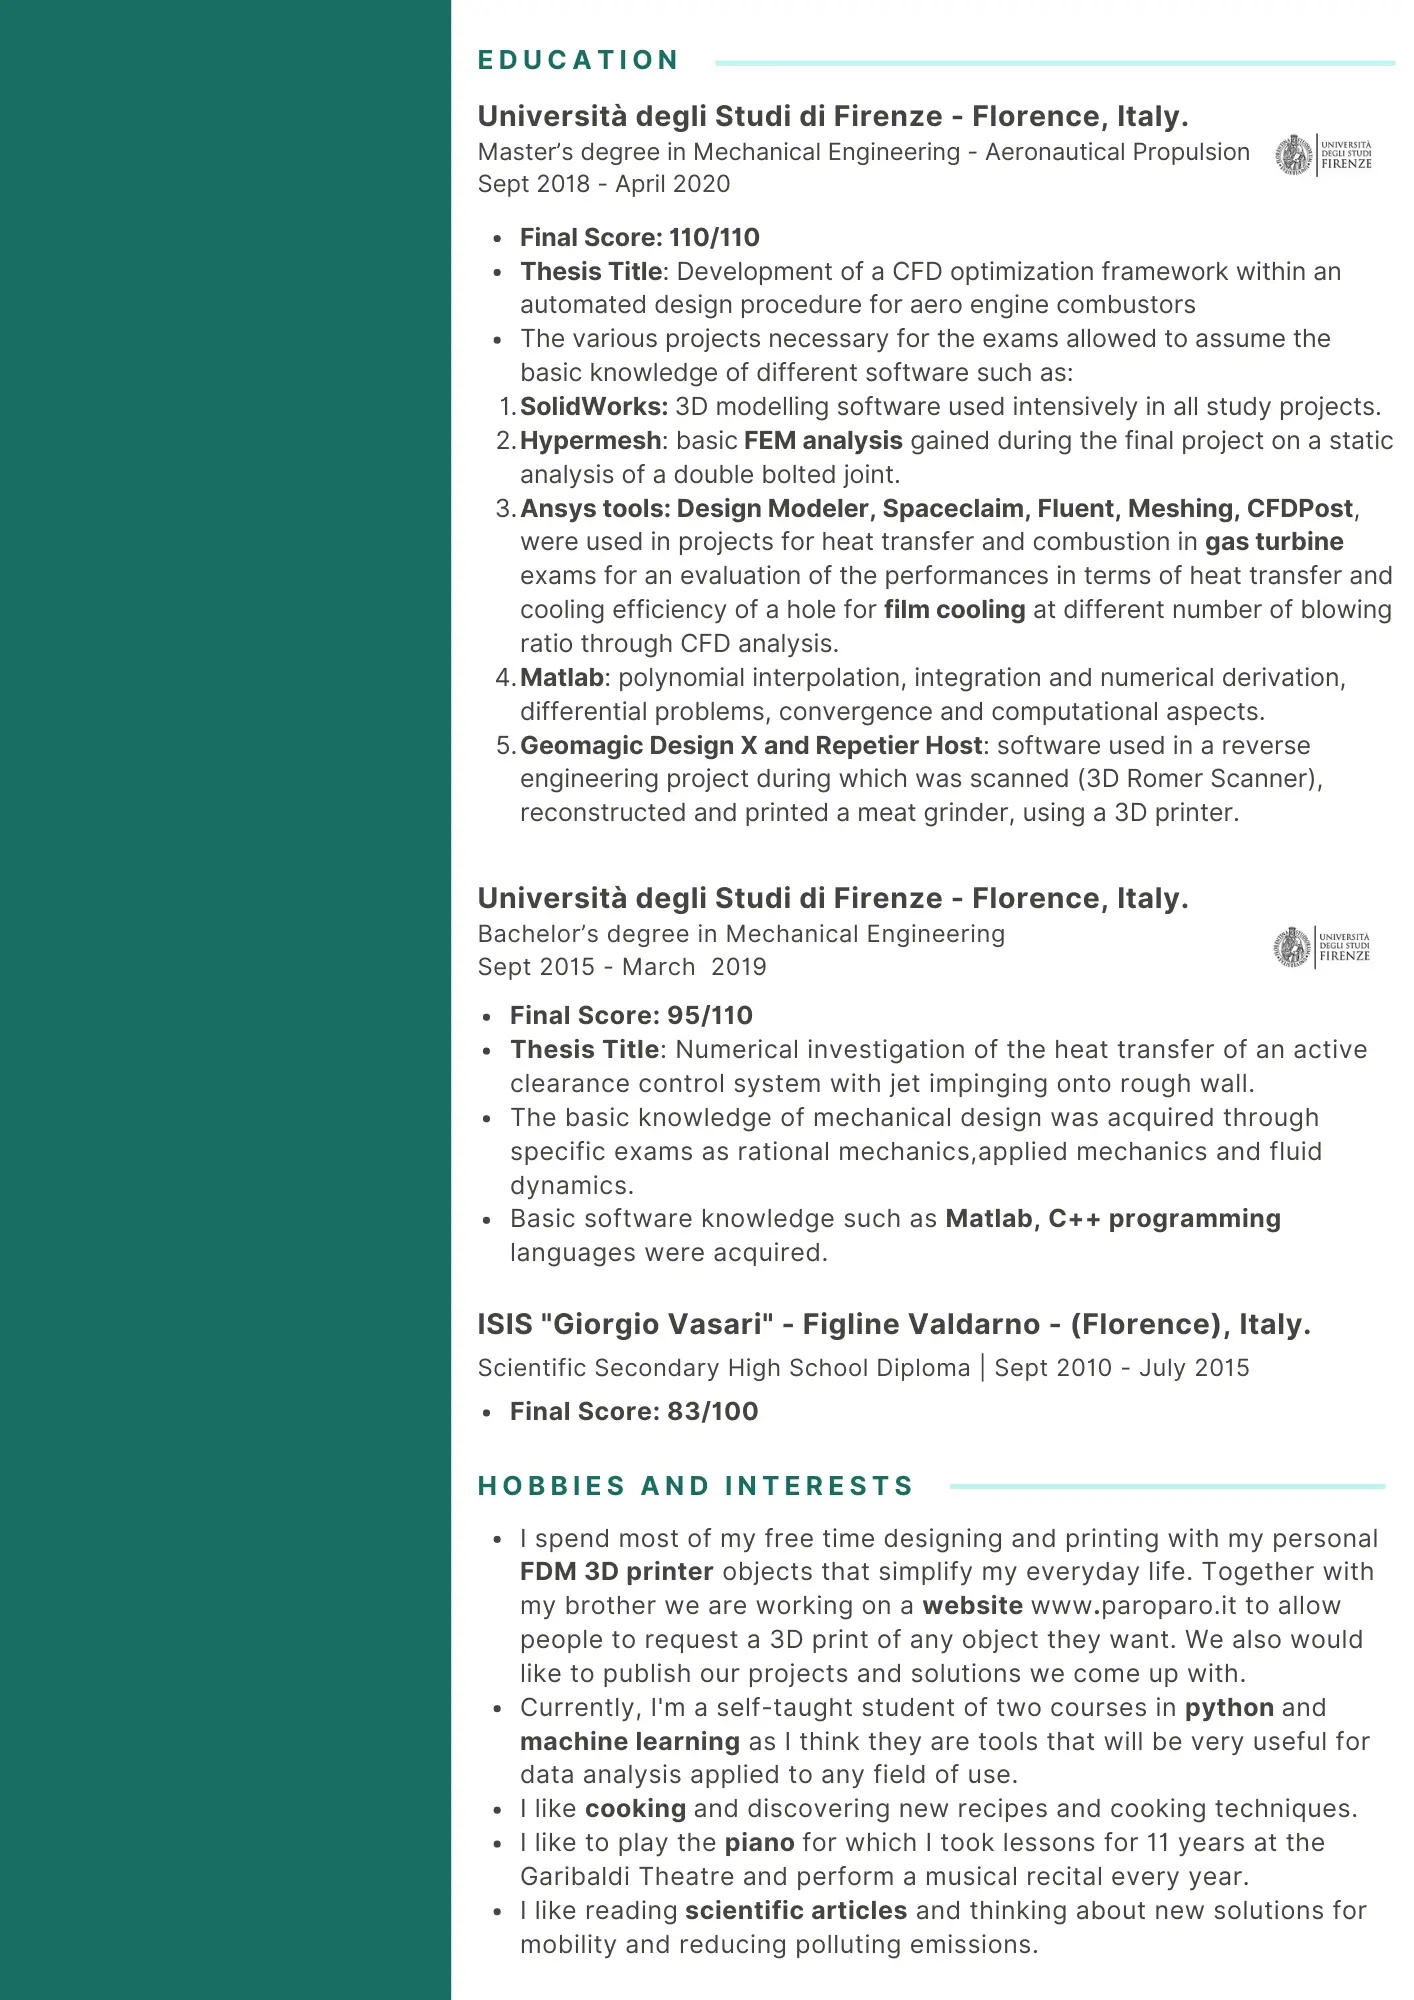 EDUCATION
Università degli Studi di Firenze - Florence, Italy.
Master’s degree in Mechanical Engineering - Aeronautical Propulsion
Sept 2018 - April 2020
UNIVERSITÀ
DEGLI STUDI
FIRENZE
• Final Score: 110/110
• Thesis Title: Development of a CFD optimization framework within an
automated design procedure for aero engine combustors
• The various projects necessary for the exams allowed to assume the
basic knowledge of different software such as:
1. SolidWorks: 3D modelling software used intensively in all study projects.
2. Hypermesh: basic FEM analysis gained during the final project on a static
analysis of a double bolted joint.
3. Ansys tools: Design Modeler, Spaceclaim, Fluent, Meshing, CFDPost,
were used in projects for heat transfer and combustion in gas turbine
exams for an evaluation of the performances in terms of heat transfer and
cooling efficiency of a hole for film cooling at different number of blowing
ratio through CFD analysis.
4. Matlab: polynomial interpolation, integration and numerical derivation,
differential problems, convergence and computational aspects.
5. Geomagic Design X and Repetier Host: software used in a reverse
engineering project during which was scanned (3D Romer Scanner),
reconstructed and printed a meat grinder, using a 3D printer.
Università degli Studi di Firenze - Florence, Italy.
Bachelor’s degree in Mechanical Engineering
Sept 2015 - March 2019
UNIVERSITÀ
DEGLI STUDI
FIRENZE
• Final Score: 95/110
• Thesis Title: Numerical investigation of the heat transfer of an active
clearance control system with jet impinging onto rough wall.
• The basic knowledge of mechanical design was acquired through
specific exams as rational mechanics,applied mechanics and fluid
dynamics.
• Basic software knowledge such as Matlab, C++ programming
languages were acquired.
ISIS "Giorgio Vasari" - Figline Valdarno - (Florence), Italy.
Scientific Secondary High School Diploma | Sept 2010 - July 2015
• Final Score: 83/100
HOBBIES AND INTERESTS
• I spend most of my free time designing and printing with my personal
FDM 3D printer objects that simplify my everyday life. Together with
my brother we are working on a website www.paroparo.it to allow
people to request a 3D print of any object they want. We also would
like to publish our projects and solutions we come up with.
• Currently, I'm a self-taught student of two courses in python and
machine learning as I think they are tools that will be very useful for
data analysis applied to any field of use.
• I like cooking and discovering new recipes and cooking techniques.
• I like to play the piano for which I took lessons for 11 years at the
Garibaldi Theatre and perform a musical recital every year.
• I like reading scientific articles and thinking about new solutions for
mobility and reducing polluting emissions.